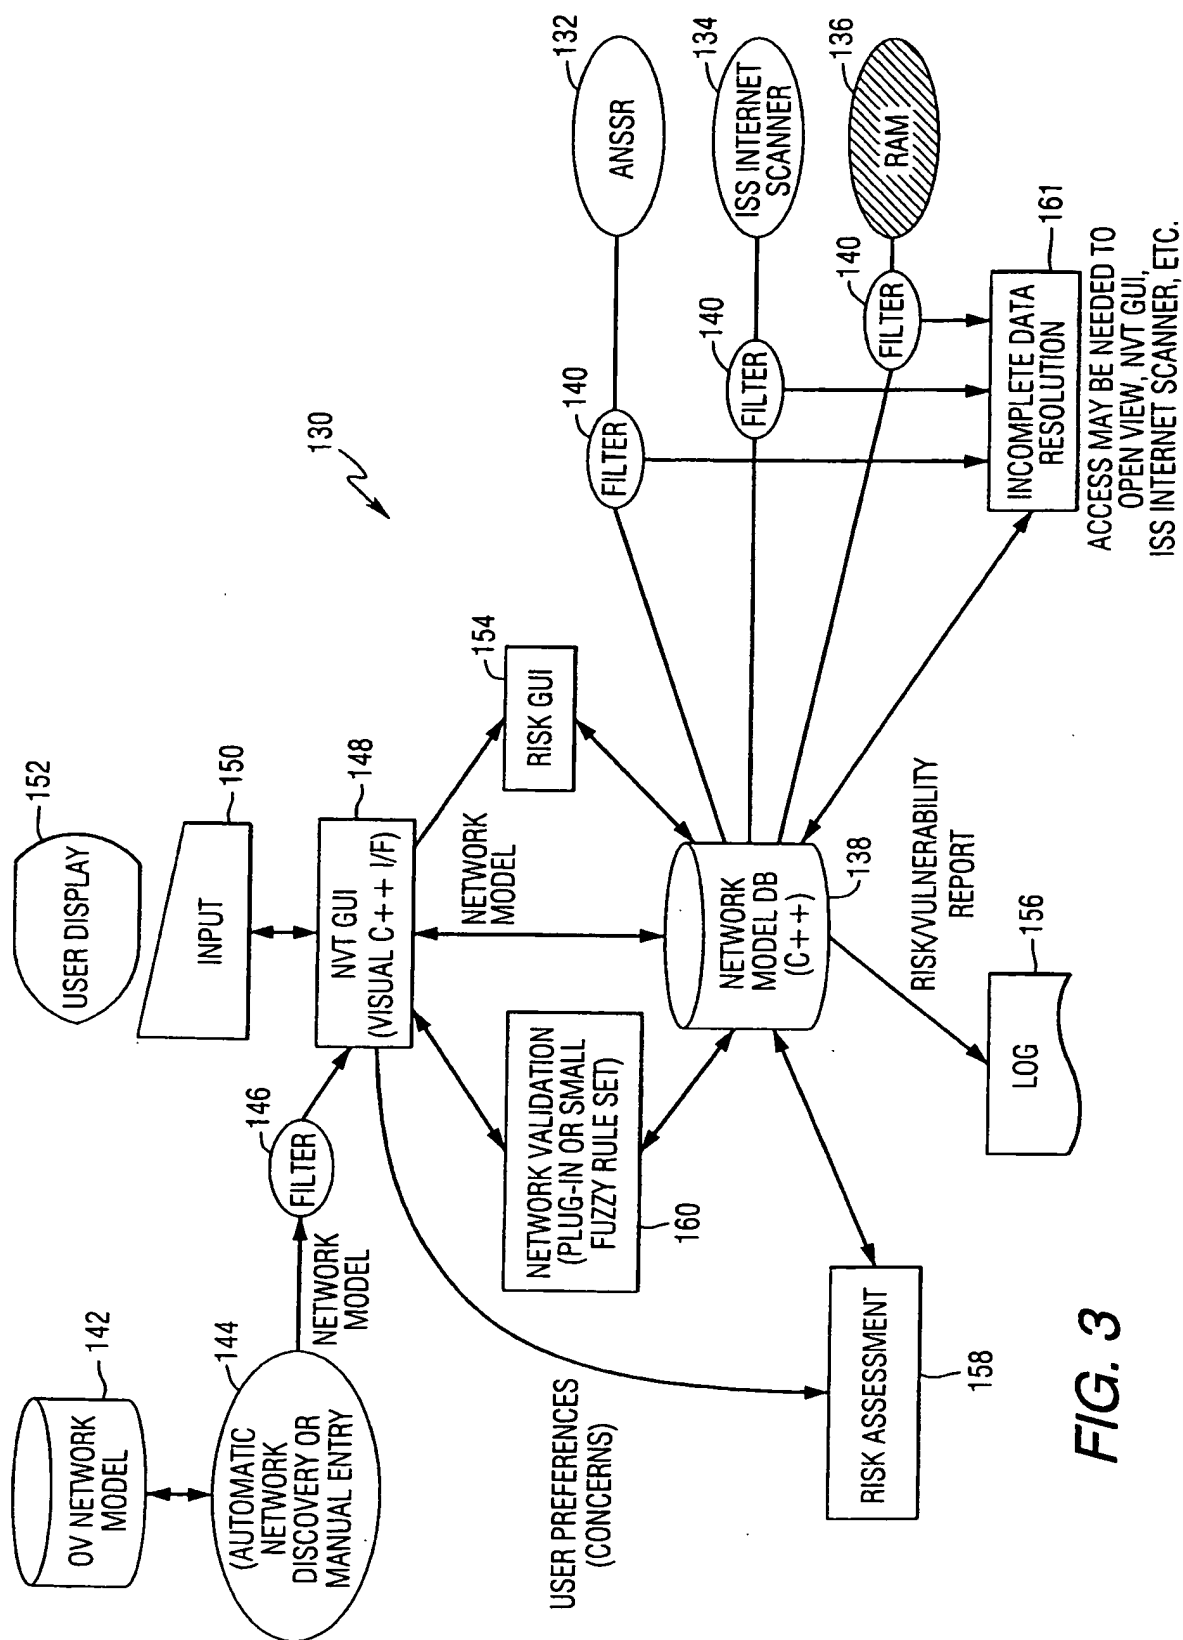 152
USER DISPLAY
150
INPUT
142
OV NETWORK
MODEL
144
(AUTOMATIC
NETWORK
DISCOVERY OR
MANUAL ENTRY
NETWORK
MODEL
146
FILTER
148
NVT GUI
(VISUAL C++ I/F)
130
154
RISK GUI
NETWORK
MODEL
NETWORK VALIDATION
(PLUG-IN OR SMALL
FUZZY RULE SET)
160
USER PREFERENCES
(CONCERNS)
NETWORK
MODEL DB
(C++)
138
132
ANSSR
134
ISS INTERNET
SCANNER
136
RAM
140
FILTER
140
FILTER
140
FILTER
161
INCOMPLETE DATA
RESOLUTION
ACCESS MAY BE NEEDED TO
OPEN VIEW, NVT GUI,
ISS INTERNET SCANNER, ETC.
RISK/VULNERABILITY
REPORT
156
LOG
RISK ASSESSMENT
158
FIG. 3